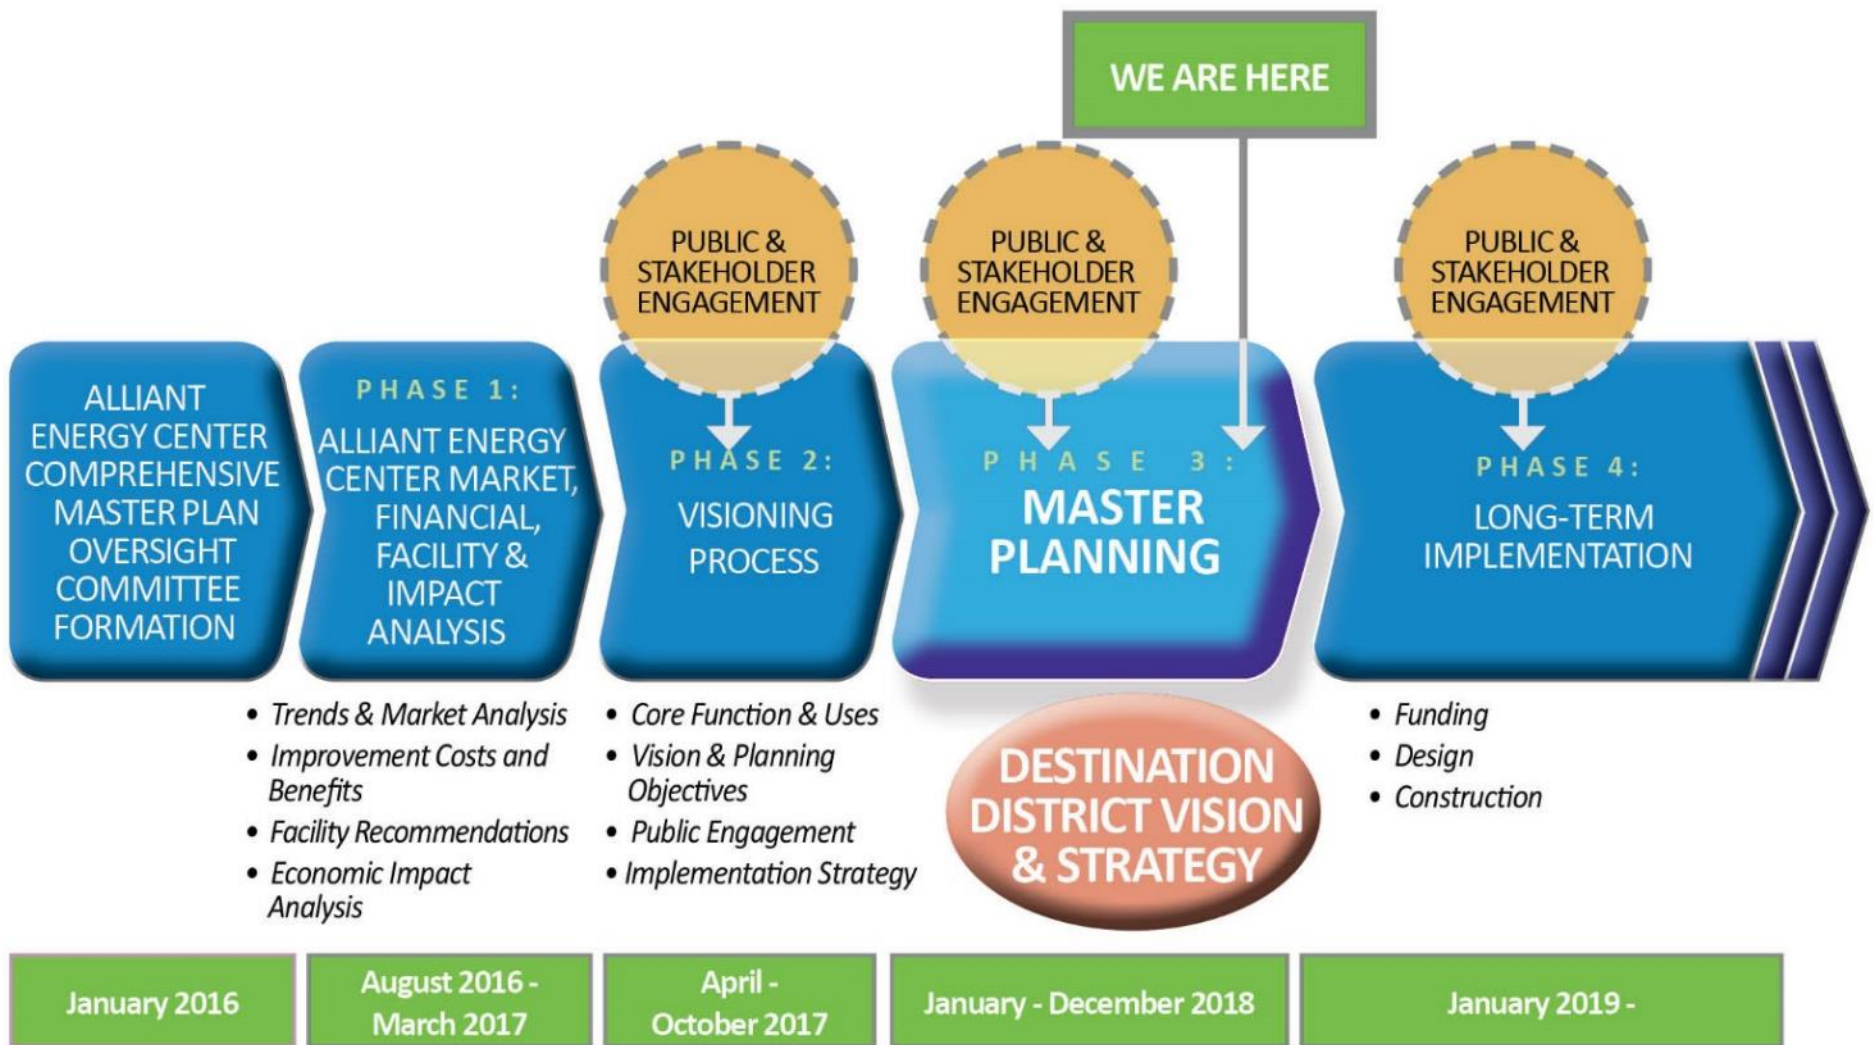 WE ARE HERE
PUBLIC &
STAKEHOLDER
ENGAGEMENT
PUBLIC &
STAKEHOLDER
ENGAGEMENT
PUBLIC &
STAKEHOLDER
ENGAGEMENT
ALLIANT
ENERGY CENTER
COMPREHENSIVE
MASTER PLAN
OVERSIGHT
COMMITTEE
FORMATION
PHASE 1:
ALLIANT ENERGY
CENTER MARKET,
FINANCIAL,
FACILITY &
IMPACT
ANALYSIS
PHASE 2:
VISIONING
PROCESS
PHASE 3:
MASTER
PLANNING
PHASE 4:
LONG-TERM
IMPLEMENTATION
• Trends & Market Analysis
• Improvement Costs and
Benefits
• Facility Recommendations
• Economic Impact
Analysis
• Core Function & Uses
• Vision & Planning
Objectives
• Public Engagement
• Implementation Strategy
DESTINATION
DISTRICT VISION
& STRATEGY
• Funding
• Design
• Construction
January 2016
August 2016 -
March 2017
April -
October 2017
January - December 2018
January 2019 -